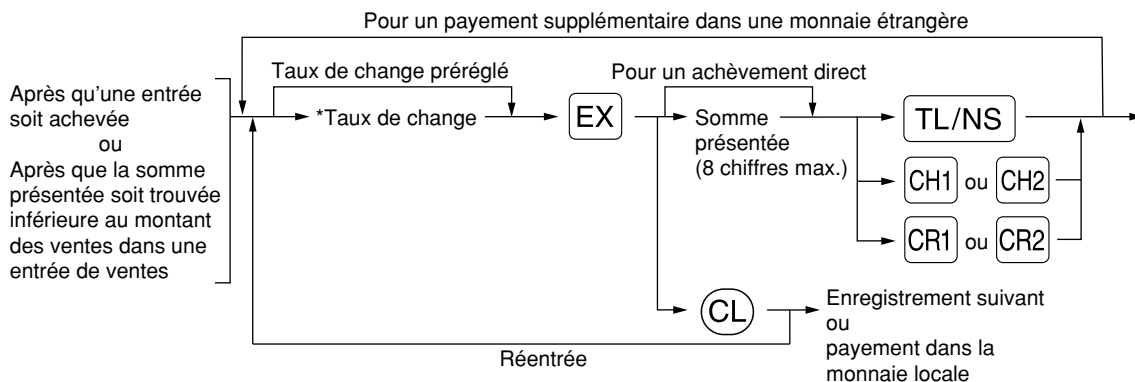 Pour un payement supplémentaire dans une monnaie étrangère
Taux de change préréglé
Pour un achèvement direct
Après qu'une entrée
soit achevée
ou
Après que la somme
présentée soit trouvée
inférieure au montant
des ventes dans une
entrée de ventes
*Taux de change
EX
Somme
présentée
(8 chiffres max.)
TL/NS
CH1 ou CH2
CR1 ou CR2
CL
Enregistrement suivant
ou
payement dans la
monnaie locale
Réentrée